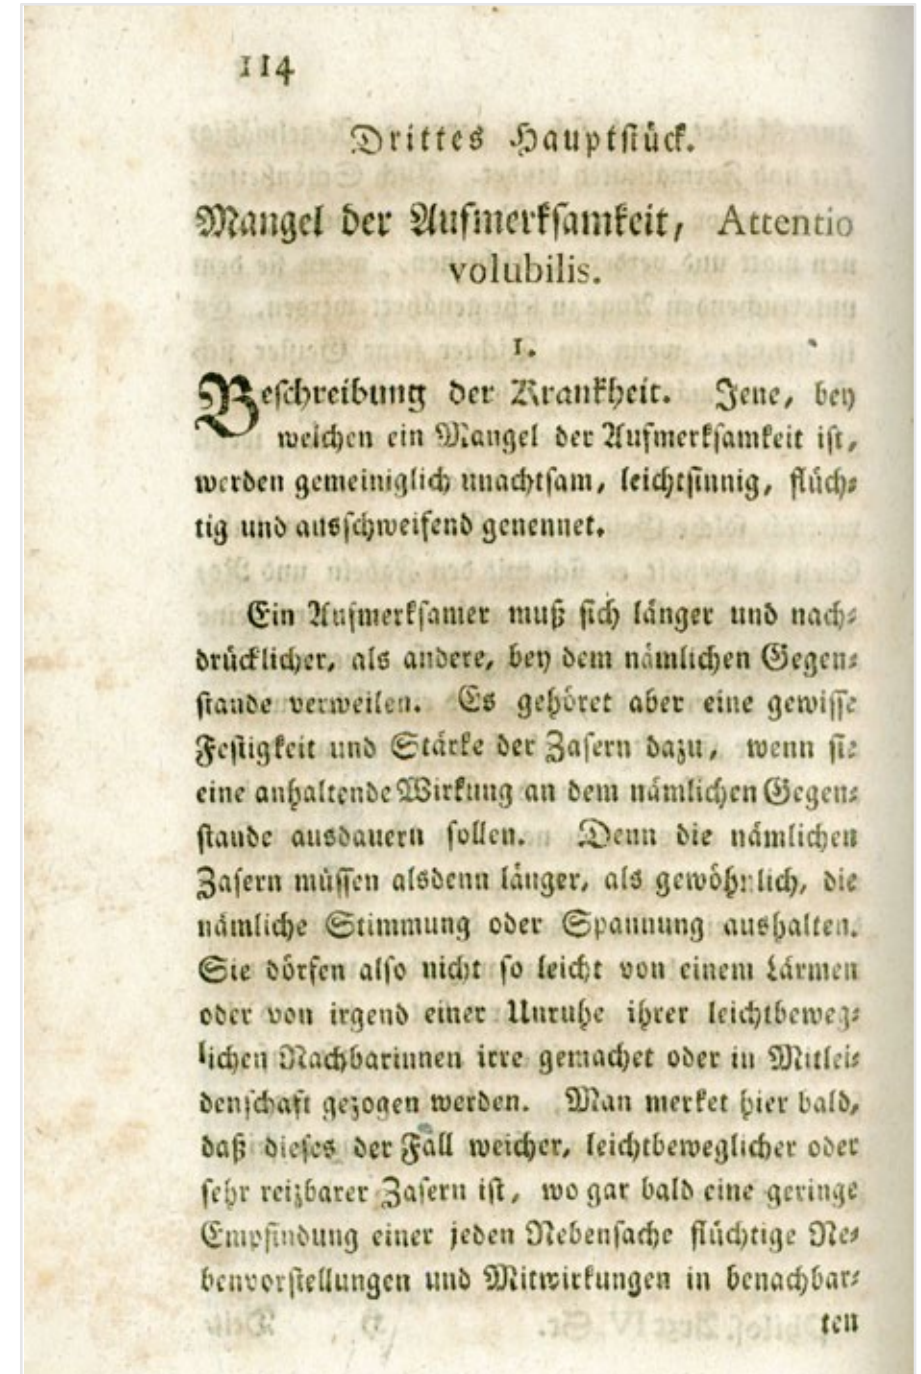 114
Drittes Hauptstück.
Mangel der Aufmerksamkeit, Attentio
volubilis.
1.
Beschreibung der Krankheit. Jene, bey
welchen ein Mangel der Aufmerksamkeit ist,
werden gemeiniglich unachtsam, leichtsinnig, flüch-
tig und ausschweifend genennet.
Ein Aufmerksamer muß sich länger und nach-
drücklicher, als andere, bey dem nämlichen Gegen-
stande verweilen. Es gehöret aber eine gewisse
Festigkeit und Stärke der Zasern dazu, wenn sie
eine anhaltende Wirkung an dem nämlichen Gegen-
stande ausdauern sollen. Denn die nämlichen
Zasern müssen alsdenn länger, als gewöhnlich, die
nämliche Stimmung oder Spannung aushalten.
Sie dörfen also nicht so leicht von einem Lärmen
oder von irgend einer Unruhe ihrer leichtbeweg-
lichen Nachbarinnen irre gemachet oder in Mitlei-
denschaft gezogen werden. Man merket hier bald,
daß dieses der Fall weicher, leichtbeweglicher oder
sehr reizbarer Zasern ist, wo gar bald eine geringe
Empfindung einer jeden Nebensache flüchtige Ne-
benvorstellungen und Mitwirkungen in benachbar-
ten